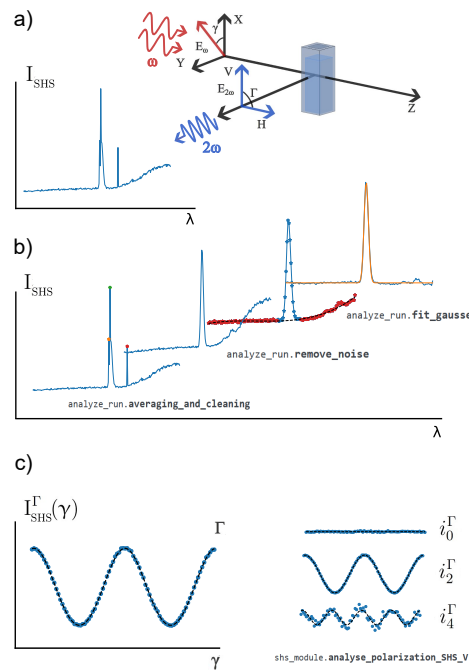 a)
X
γ
E_ω
ω
Y
V
E_2ω
Γ
H
2ω
Z
I_SHS
λ
b)
I_SHS
analyze_run.fit_gausse
analyze_run.remove_noise
analyze_run.averaging_and_cleaning
λ
c)
I^Γ_SHS(γ)
Γ
γ
i^Γ_0
i^Γ_2
i^Γ_4
shs_module.analyse_polarization_SHS_V